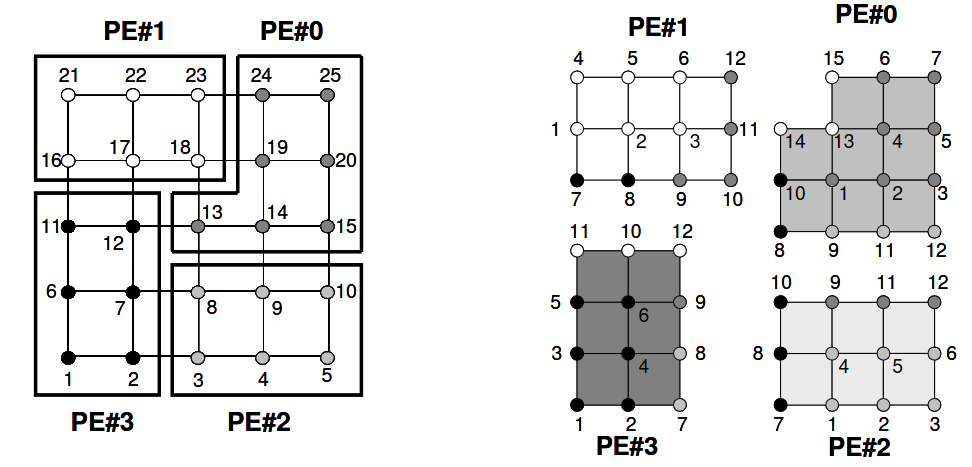 PE#1 PE#0
21 22 23 24 25
16 17 18 19 20
11 12 13 14 15
6 7 8 9 10
1 2 3 4 5
PE#3 PE#2
PE#1
4 5 6 12
1 2 3 11
7 8 9 10
PE#0
15 6 7
14 13 4 5
10 1 2 3
8 9 11 12
11 10 12
5 6 9
3 4 8
1 2 7
PE#3
10 9 11 12
8 4 5 6
7 1 2 3
PE#2